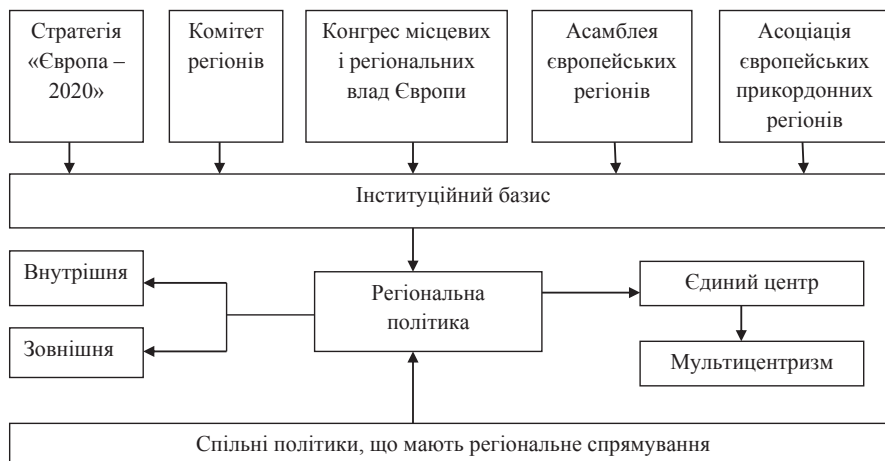 Стратегія
«Європа –
2020»
Комітет
регіонів
Конгрес місцевих
і регіональних
влад Європи
Асамблея
європейських
регіонів
Асоціація
європейських
прикордонних
регіонів
Інституційний базис
Внутрішня
Зовнішня
Регіональна
політика
Єдиний центр
Мультицентризм
Спільні політики, що мають регіональне спрямування